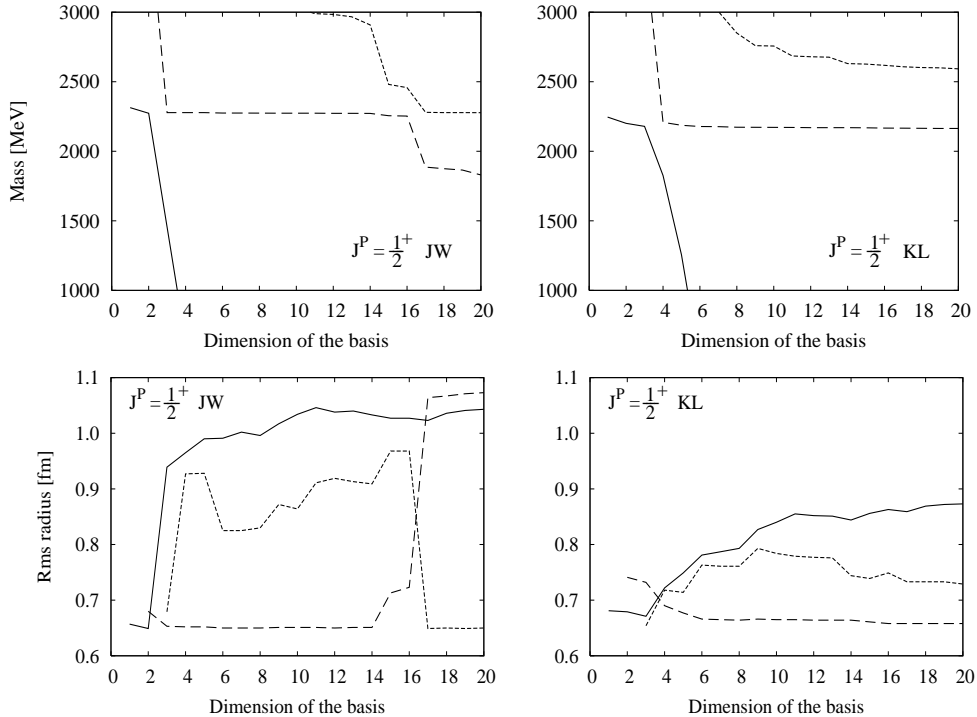 3000
2500
2000
1500
1000
Mass [MeV]
J^P = 1/2^+ JW
0 2 4 6 8 10 12 14 16 18 20
Dimension of the basis
3000
2500
2000
1500
1000
J^P = 1/2^+ KL
0 2 4 6 8 10 12 14 16 18 20
Dimension of the basis
1.1
1.0
0.9
0.8
0.7
0.6
Rms radius [fm]
J^P = 1/2^+ JW
0 2 4 6 8 10 12 14 16 18 20
Dimension of the basis
1.1
1.0
0.9
0.8
0.7
0.6
J^P = 1/2^+ KL
0 2 4 6 8 10 12 14 16 18 20
Dimension of the basis